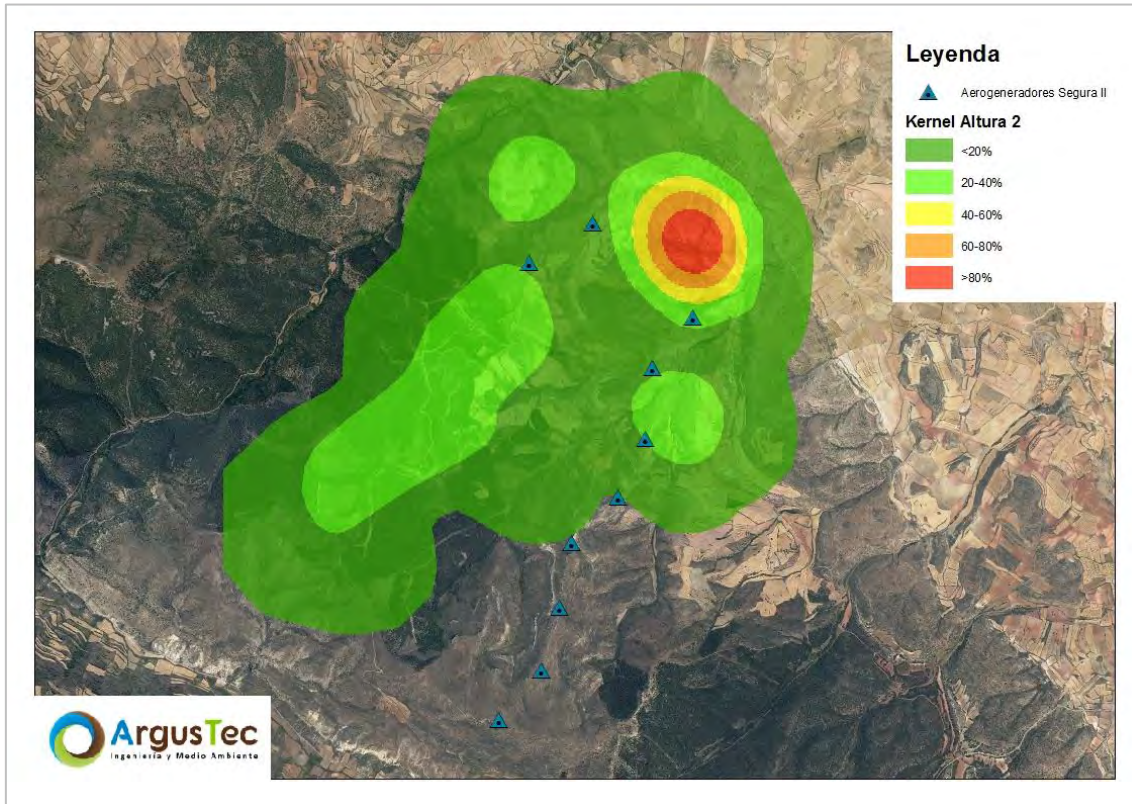 Leyenda
Aerogeneradores Segura II
Kernel Altura 2
<20%
20-40%
40-60%
60-80%
>80%
ArgusTec
Ingeniería y Medio Ambiente